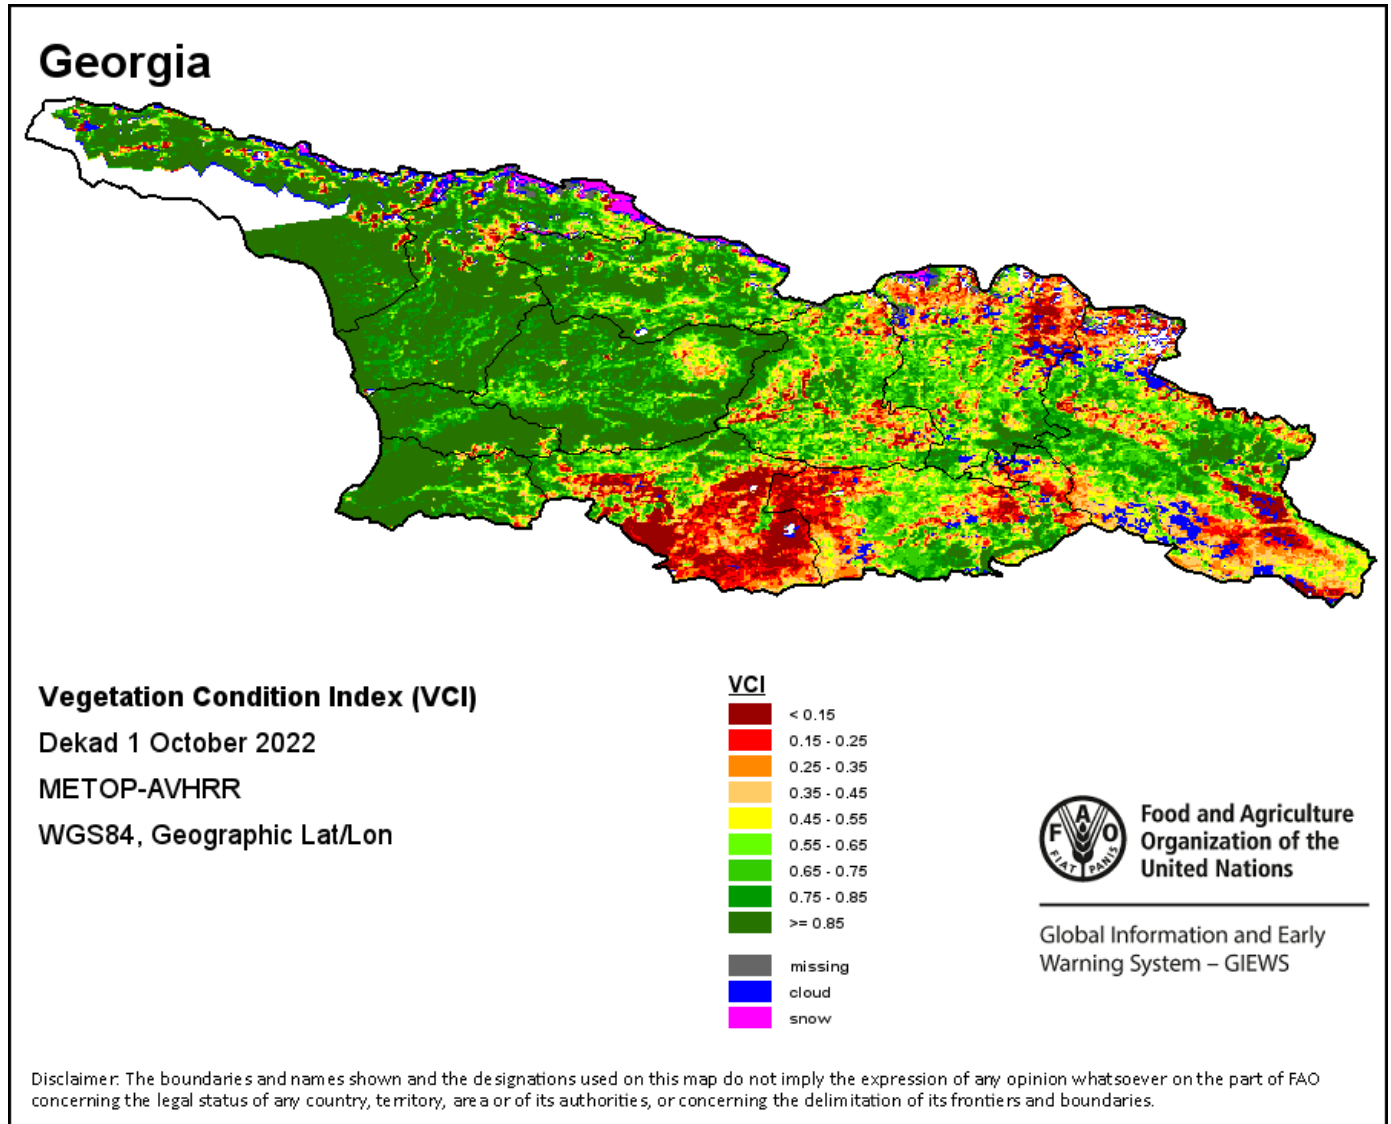 Georgia
Vegetation Condition Index (VCI)
Dekad 1 October 2022
METOP-AVHRR
WGS84, Geographic Lat/Lon
VCI
< 0.15
0.15 - 0.25
0.25 - 0.35
0.35 - 0.45
0.45 - 0.55
0.55 - 0.65
0.65 - 0.75
0.75 - 0.85
>= 0.85
missing
cloud
snow
F A O
FIAT PANIS
Food and Agriculture
Organization of the
United Nations
Global Information and Early
Warning System – GIEWS
Disclaimer: The boundaries and names shown and the designations used on this map do not imply the expression of any opinion whatsoever on the part of FAO
concerning the legal status of any country, territory, area or of its authorities, or concerning the delimitation of its frontiers and boundaries.